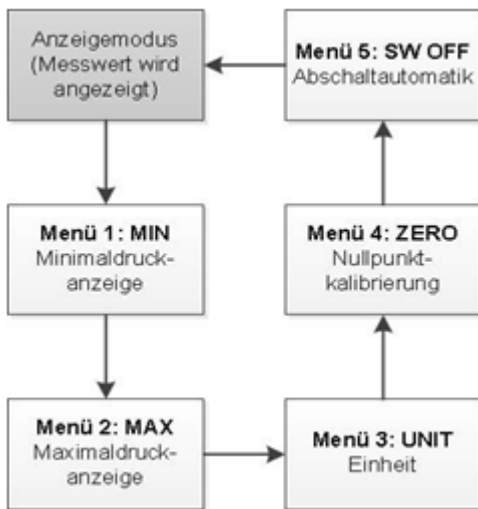 Anzeigemodus
(Messwert wird
angezeigt)
Menü 1: MIN
Minimaldruck-
anzeige
Menü 2: MAX
Maximaldruck-
anzeige
Menü 3: UNIT
Einheit
Menü 4: ZERO
Nullpunkt-
kalibrierung
Menü 5: SW OFF
Abschaltautomatik